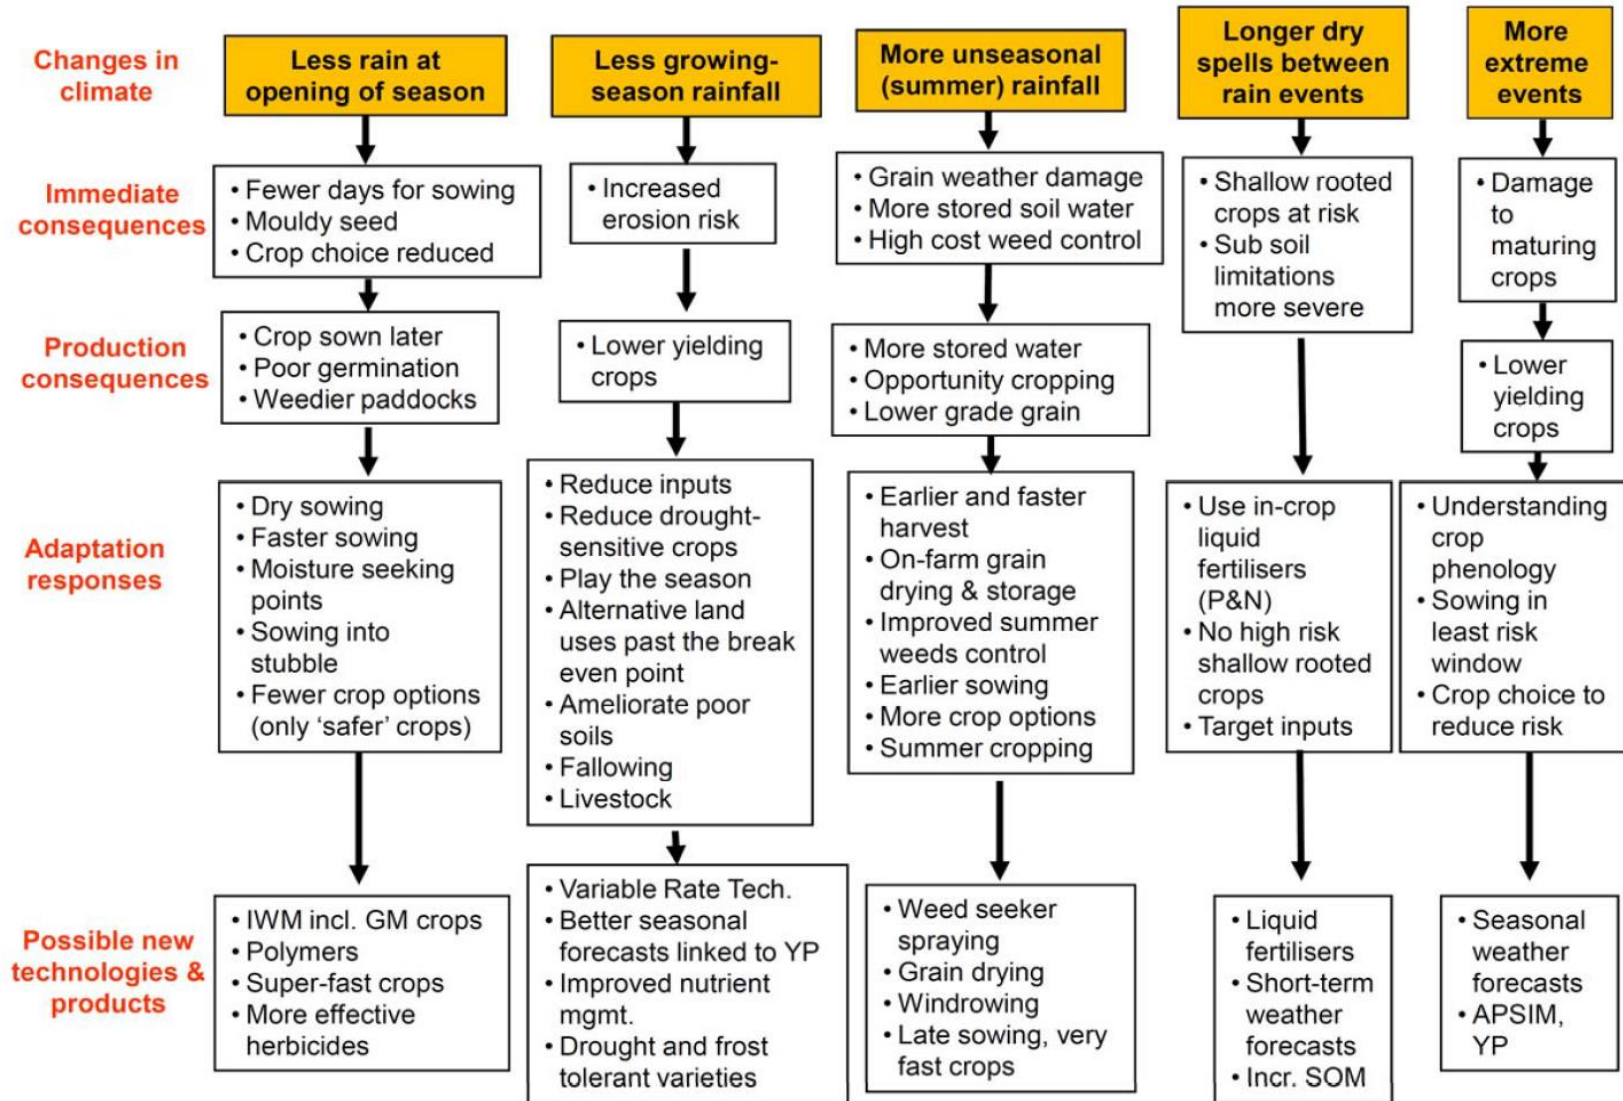 Changes in
climate
Less rain at
opening of season
Less growing-
season rainfall
More unseasonal
(summer) rainfall
Longer dry
spells between
rain events
More
extreme
events
Immediate
consequences
• Fewer days for sowing
• Mouldy seed
• Crop choice reduced
• Increased
erosion risk
• Grain weather damage
• More stored soil water
• High cost weed control
• Shallow rooted
crops at risk
• Sub soil
limitations
more severe
• Damage
to
maturing
crops
Production
consequences
• Crop sown later
• Poor germination
• Weedier paddocks
• Lower yielding
crops
• More stored water
• Opportunity cropping
• Lower grade grain
• Lower
yielding
crops
Adaptation
responses
• Dry sowing
• Faster sowing
• Moisture seeking
points
• Sowing into
stubble
• Fewer crop options
(only ‘safer’ crops)
• Reduce inputs
• Reduce drought-
sensitive crops
• Play the season
• Alternative land
uses past the break
even point
• Ameliorate poor
soils
• Fallowing
• Livestock
• Earlier and faster
harvest
• On-farm grain
drying & storage
• Improved summer
weeds control
• Earlier sowing
• More crop options
• Summer cropping
• Use in-crop
liquid
fertilisers
(P&N)
• No high risk
shallow rooted
crops
• Target inputs
• Understanding
crop
phenology
• Sowing in
least risk
window
• Crop choice to
reduce risk
Possible new
technologies &
products
• IWM incl. GM crops
• Polymers
• Super-fast crops
• More effective
herbicides
• Variable Rate Tech.
• Better seasonal
forecasts linked to YP
• Improved nutrient
mgmt.
• Drought and frost
tolerant varieties
• Weed seeker
spraying
• Grain drying
• Windrowing
• Late sowing, very
fast crops
• Liquid
fertilisers
• Short-term
weather
forecasts
• Incr. SOM
• Seasonal
weather
forecasts
• APSIM,
YP